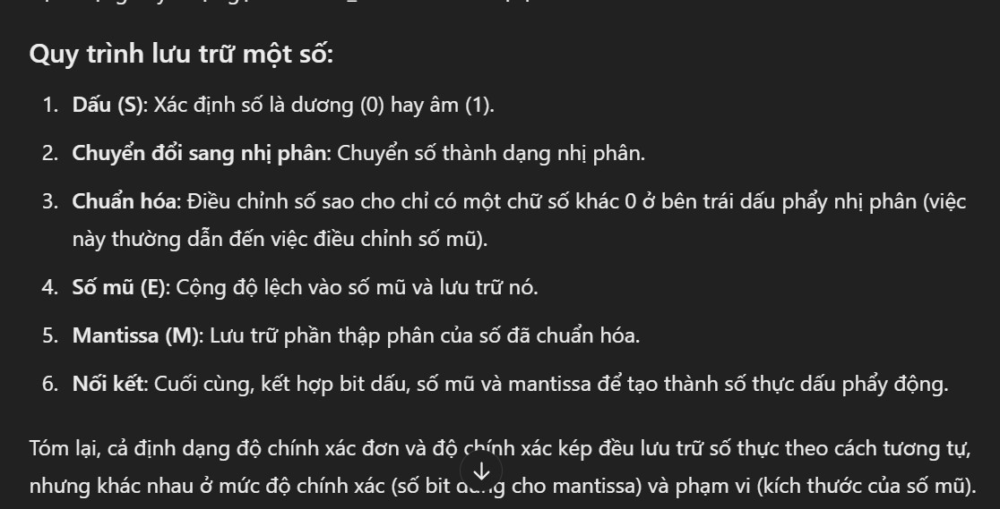 Quy trình lưu trữ một số:
1. Dấu (S): Xác định số là dương (0) hay âm (1).
2. Chuyển đổi sang nhị phân: Chuyển số thành dạng nhị phân.
3. Chuẩn hóa: Điều chỉnh số sao cho chỉ có một chữ số khác 0 ở bên trái dấu phẩy nhị phân (việc
này thường dẫn đến việc điều chỉnh số mũ).
4. Số mũ (E): Cộng độ lệch vào số mũ và lưu trữ nó.
5. Mantissa (M): Lưu trữ phần thập phân của số đã chuẩn hóa.
6. Nối kết: Cuối cùng, kết hợp bit dấu, số mũ và mantissa để tạo thành số thực dấu phẩy động.
Tóm lại, cả định dạng độ chính xác đơn và độ chính xác kép đều lưu trữ số thực theo cách tương tự,
nhưng khác nhau ở mức độ chính xác (số bit dùng cho mantissa) và phạm vi (kích thước của số mũ).